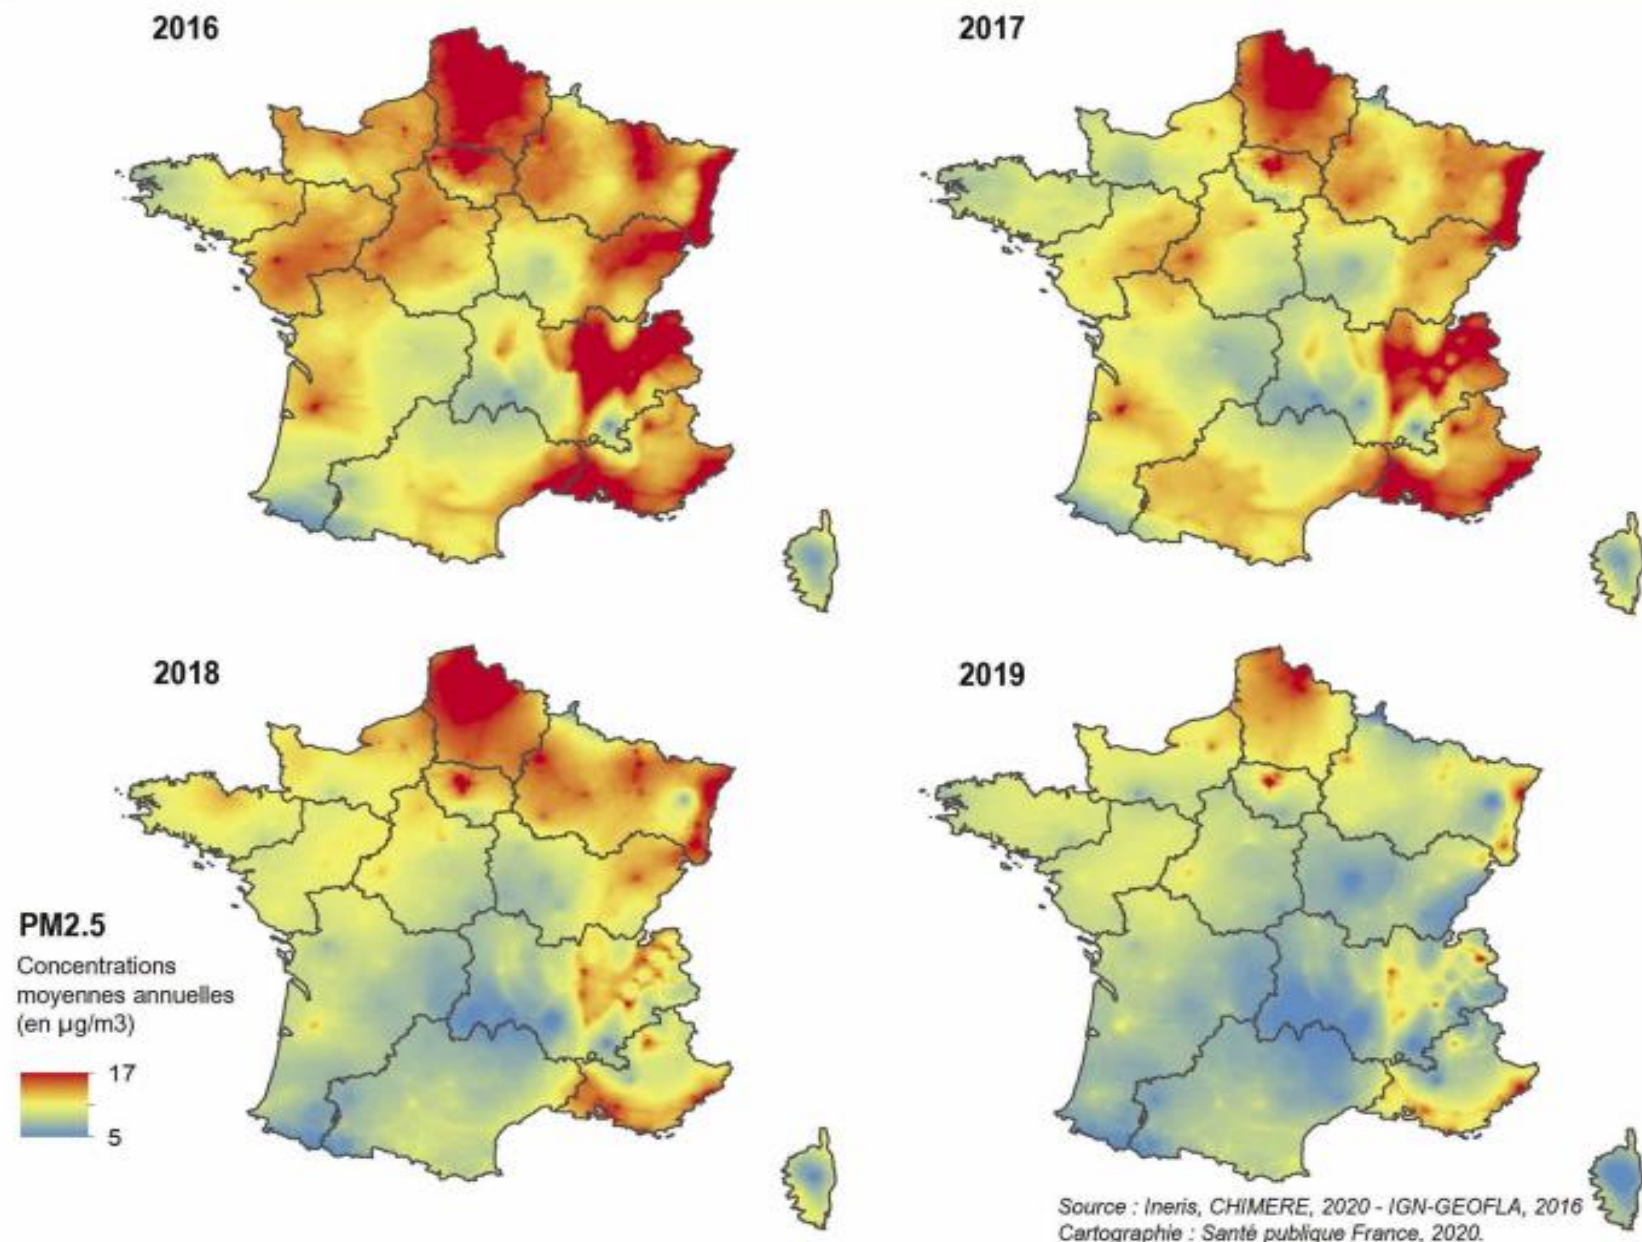 2016
2017
2018
2019
PM2.5
Concentrations
moyennes annuelles
(en µg/m3)
17
5
Source : Ineris, CHIMERE, 2020 - IGN-GEOFLA, 2016
Cartographie : Santé publique France, 2020.